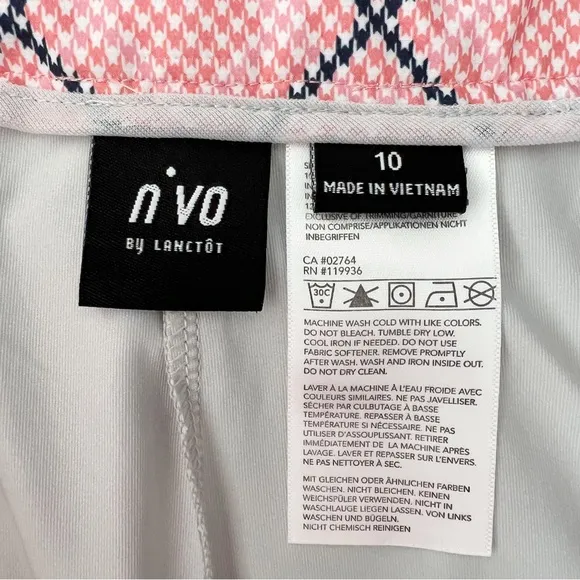 nivo
BY LANCTÔT
10
MADE IN VIETNAM
EXCLUSIVE OF TRIMMING/GARNITURE
NON COMPRISE/APPLIKATIONEN NICHT
INBEGRIFFEN
CA #02764
RN #119936
30C
MACHINE WASH COLD WITH LIKE COLORS.
DO NOT BLEACH. TUMBLE DRY LOW.
COOL IRON IF NEEDED. DO NOT USE
FABRIC SOFTENER. REMOVE PROMPTLY
AFTER WASH. WASH AND IRON INSIDE OUT.
DO NOT DRY CLEAN.
LAVER À LA MACHINE À L'EAU FROIDE AVEC
COULEURS SIMILAIRES. NE PAS JAVELLISER.
SÉCHER PAR CULBUTAGE À BASSE
TEMPÉRATURE. REPASSER À BASSE
TEMPÉRATURE SI NÉCESSAIRE. NE PAS
UTILISER D'ASSOUPLISSANT. RETIRER
IMMÉDIATEMENT DE LA MACHINE APRÈS
LAVAGE. LAVER ET REPASSER SUR L'ENVERS.
NE PAS NETTOYER À SEC.
MIT GLEICHEN ODER ÄHNLICHEN FARBEN
WASCHEN. NICHT BLEICHEN. KEINEN
WEICHSPÜLER VERWENDEN. NICHT IN
WASCHLAUGE LIEGEN LASSEN. VON LINKS
WASCHEN UND BÜGELN.
NICHT CHEMISCH REINIGEN